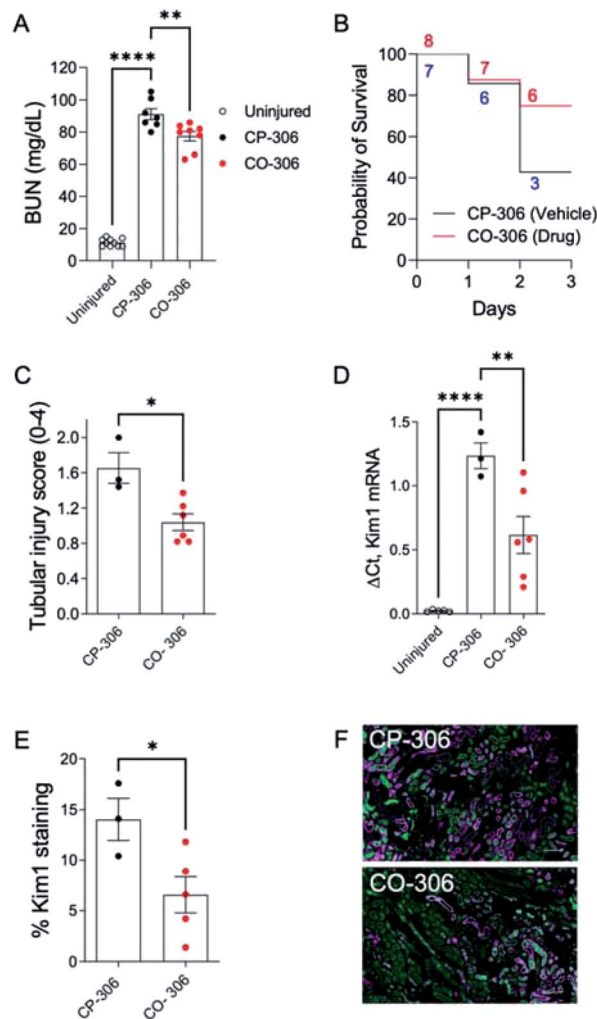 A
BUN (mg/dL)
120
100
80
60
40
20
0
****
**
Uninjured
CP-306
CO-306
Uninjured
CP-306
CO-306
B
Probability of Survival
100
80
60
40
20
0
8
7
7
6
6
3
CP-306 (Vehicle)
CO-306 (Drug)
0
1
2
3
Days
C
Tubular injury score (0-4)
2.0
1.6
1.2
0.8
0.4
0.0
*
CP-306
CO- 306
D
ΔCt, Kim1 mRNA
1.5
1.0
0.5
0.0
****
**
Uninjured
CP-306
CO- 306
E
% Kim1 staining
20
15
10
5
0
*
CP-306
CO- 306
F
CP-306
CO-306